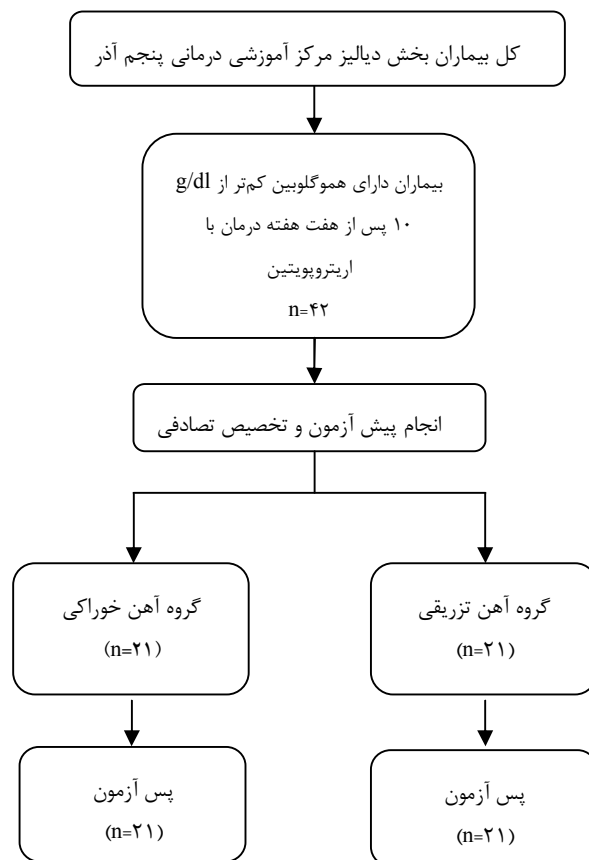 کل بیماران بخش دیالیز مرکز آموزشی درمانی پنجم آذر
بیماران دارای هموگلوبین کم‌تر از g/dl
۱۰ پس از هفت هفته درمان با
اریتروپویتین
n=۴۲
انجام پیش آزمون و تخصیص تصادفی
گروه آهن تزریقی
(n=۲۱)
گروه آهن خوراکی
(n=۲۱)
پس آزمون
(n=۲۱)
پس آزمون
(n=۲۱)